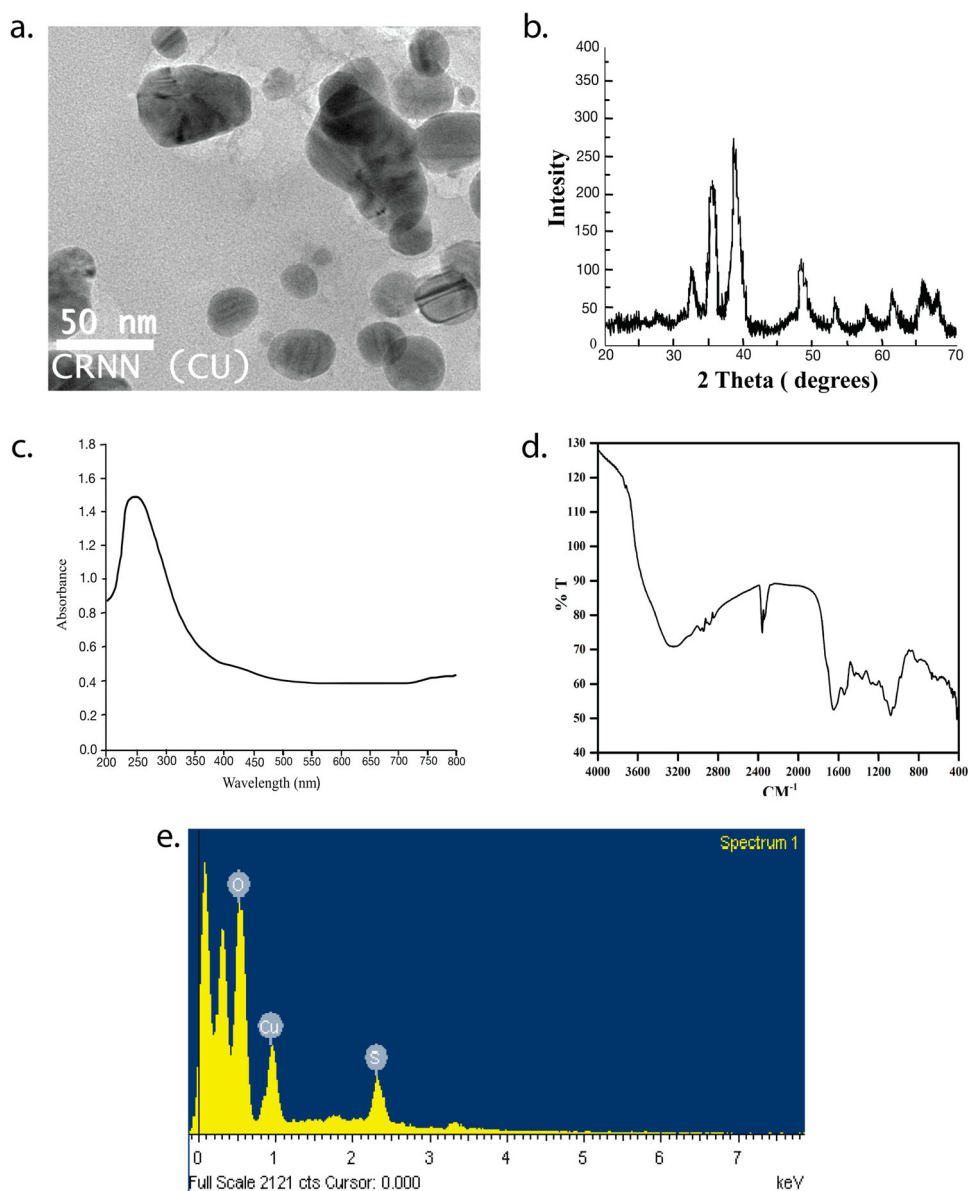 a.
50 nm
CRNN (CU)
b.
400
350
300
250
200
150
100
50
0
Intesity
20 30 40 50 60 70
2 Theta ( degrees)
c.
1.8
1.6
1.4
1.2
1.0
0.8
0.6
0.4
0.2
0.0
Absorbance
200 250 300 350 400 450 500 550 600 650 700 750 800
Wavelength (nm)
d.
130
120
110
100
90
80
70
60
50
40
% T
4000 3600 3200 2800 2400 2000 1600 1200 800 400
CM-1
e.
Spectrum 1
O
Cu
S
0 1 2 3 4 5 6 7
Full Scale 2121 cts Cursor: 0.000 keV